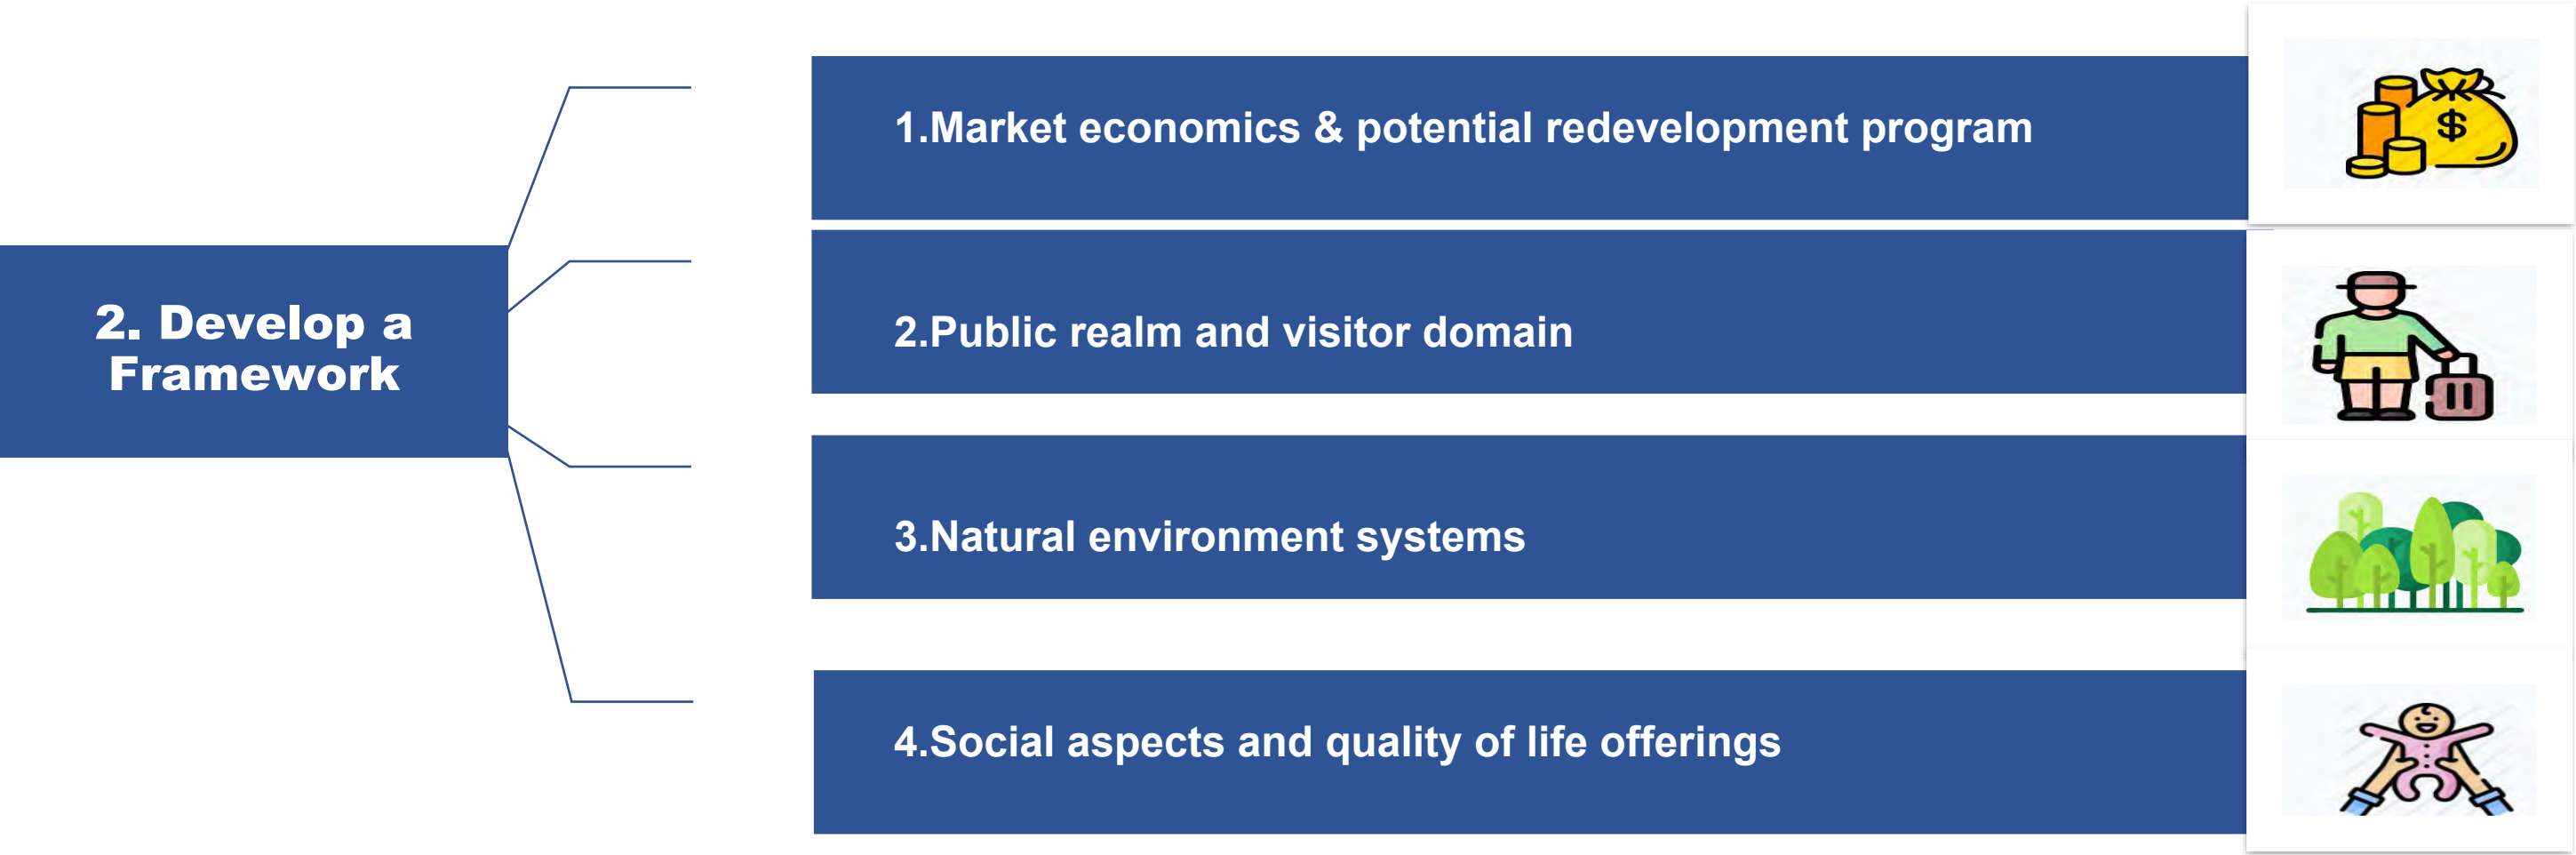 2. Develop a
Framework
1.Market economics & potential redevelopment program
$
2.Public realm and visitor domain
3.Natural environment systems
4.Social aspects and quality of life offerings